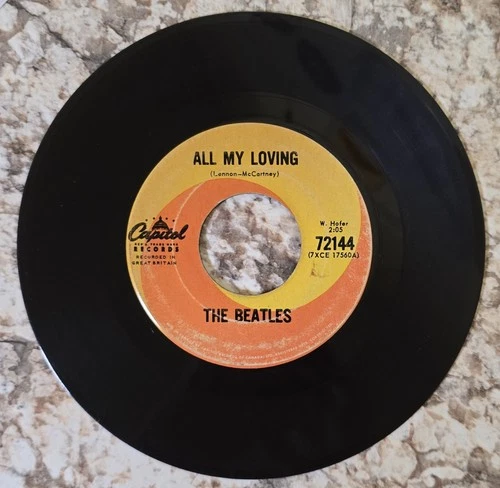 ALL MY LOVING
(Lennon-McCartney)
Capitol
RECORDS
RECORDED IN
GREAT BRITAIN
W. Hofer
2:05
72144
(7XCE 17560A)
THE BEATLES